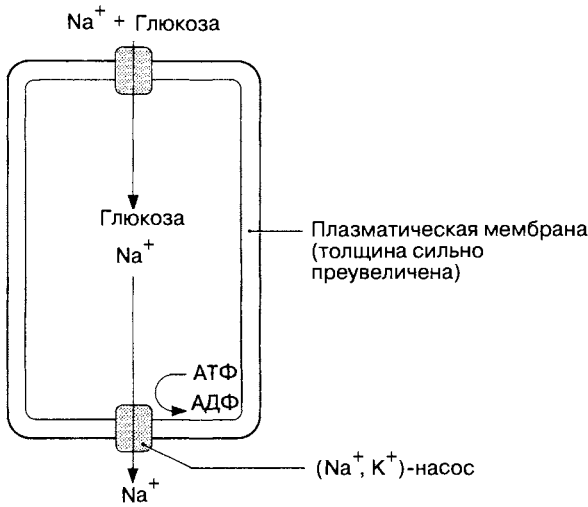 Na⁺ + Глюкоза
Глюкоза
Na⁺
Плазматическая мембрана
(толщина сильно
преувеличена)
АТФ
АДФ
(Na⁺, K⁺)-насос
Na⁺